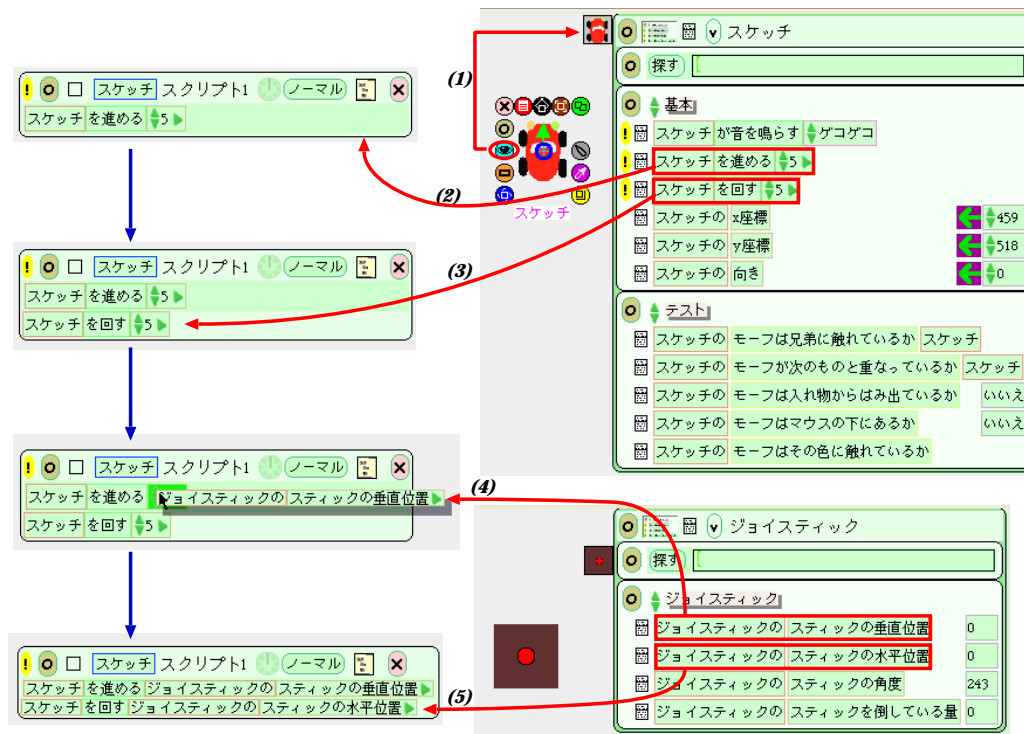 ! スケッチ スクリプト1 ノーマル
スケッチ を進める 5
(1)
(2)
スケッチ
スケッチ
探す
基本
! スケッチ が音を鳴らす ゲコゲコ
! スケッチ を進める 5
! スケッチ を回す 5
スケッチの x座標 459
スケッチの y座標 518
スケッチの 向き 0
テスト
スケッチの モーフは兄弟に触れているか スケッチ
スケッチの モーフが次のものと重なっているか スケッチ
スケッチの モーフは入れ物からはみ出ているか いいえ
スケッチの モーフはマウスの下にあるか いいえ
スケッチの モーフはその色に触れているか
! スケッチ スクリプト1 ノーマル
スケッチ を進める 5
スケッチ を回す 5
(3)
! スケッチ スクリプト1 ノーマル
スケッチ を進める ジョイスティックの スティックの垂直位置
スケッチ を回す 5
(4)
ジョイスティック
探す
ジョイスティック
ジョイスティックの スティックの垂直位置 0
ジョイスティックの スティックの水平位置 0
ジョイスティックの スティックの角度 243
ジョイスティックの スティックを倒している量 0
! スケッチ スクリプト1 ノーマル
スケッチ を進める ジョイスティックの スティックの垂直位置
スケッチ を回す ジョイスティックの スティックの水平位置
(5)